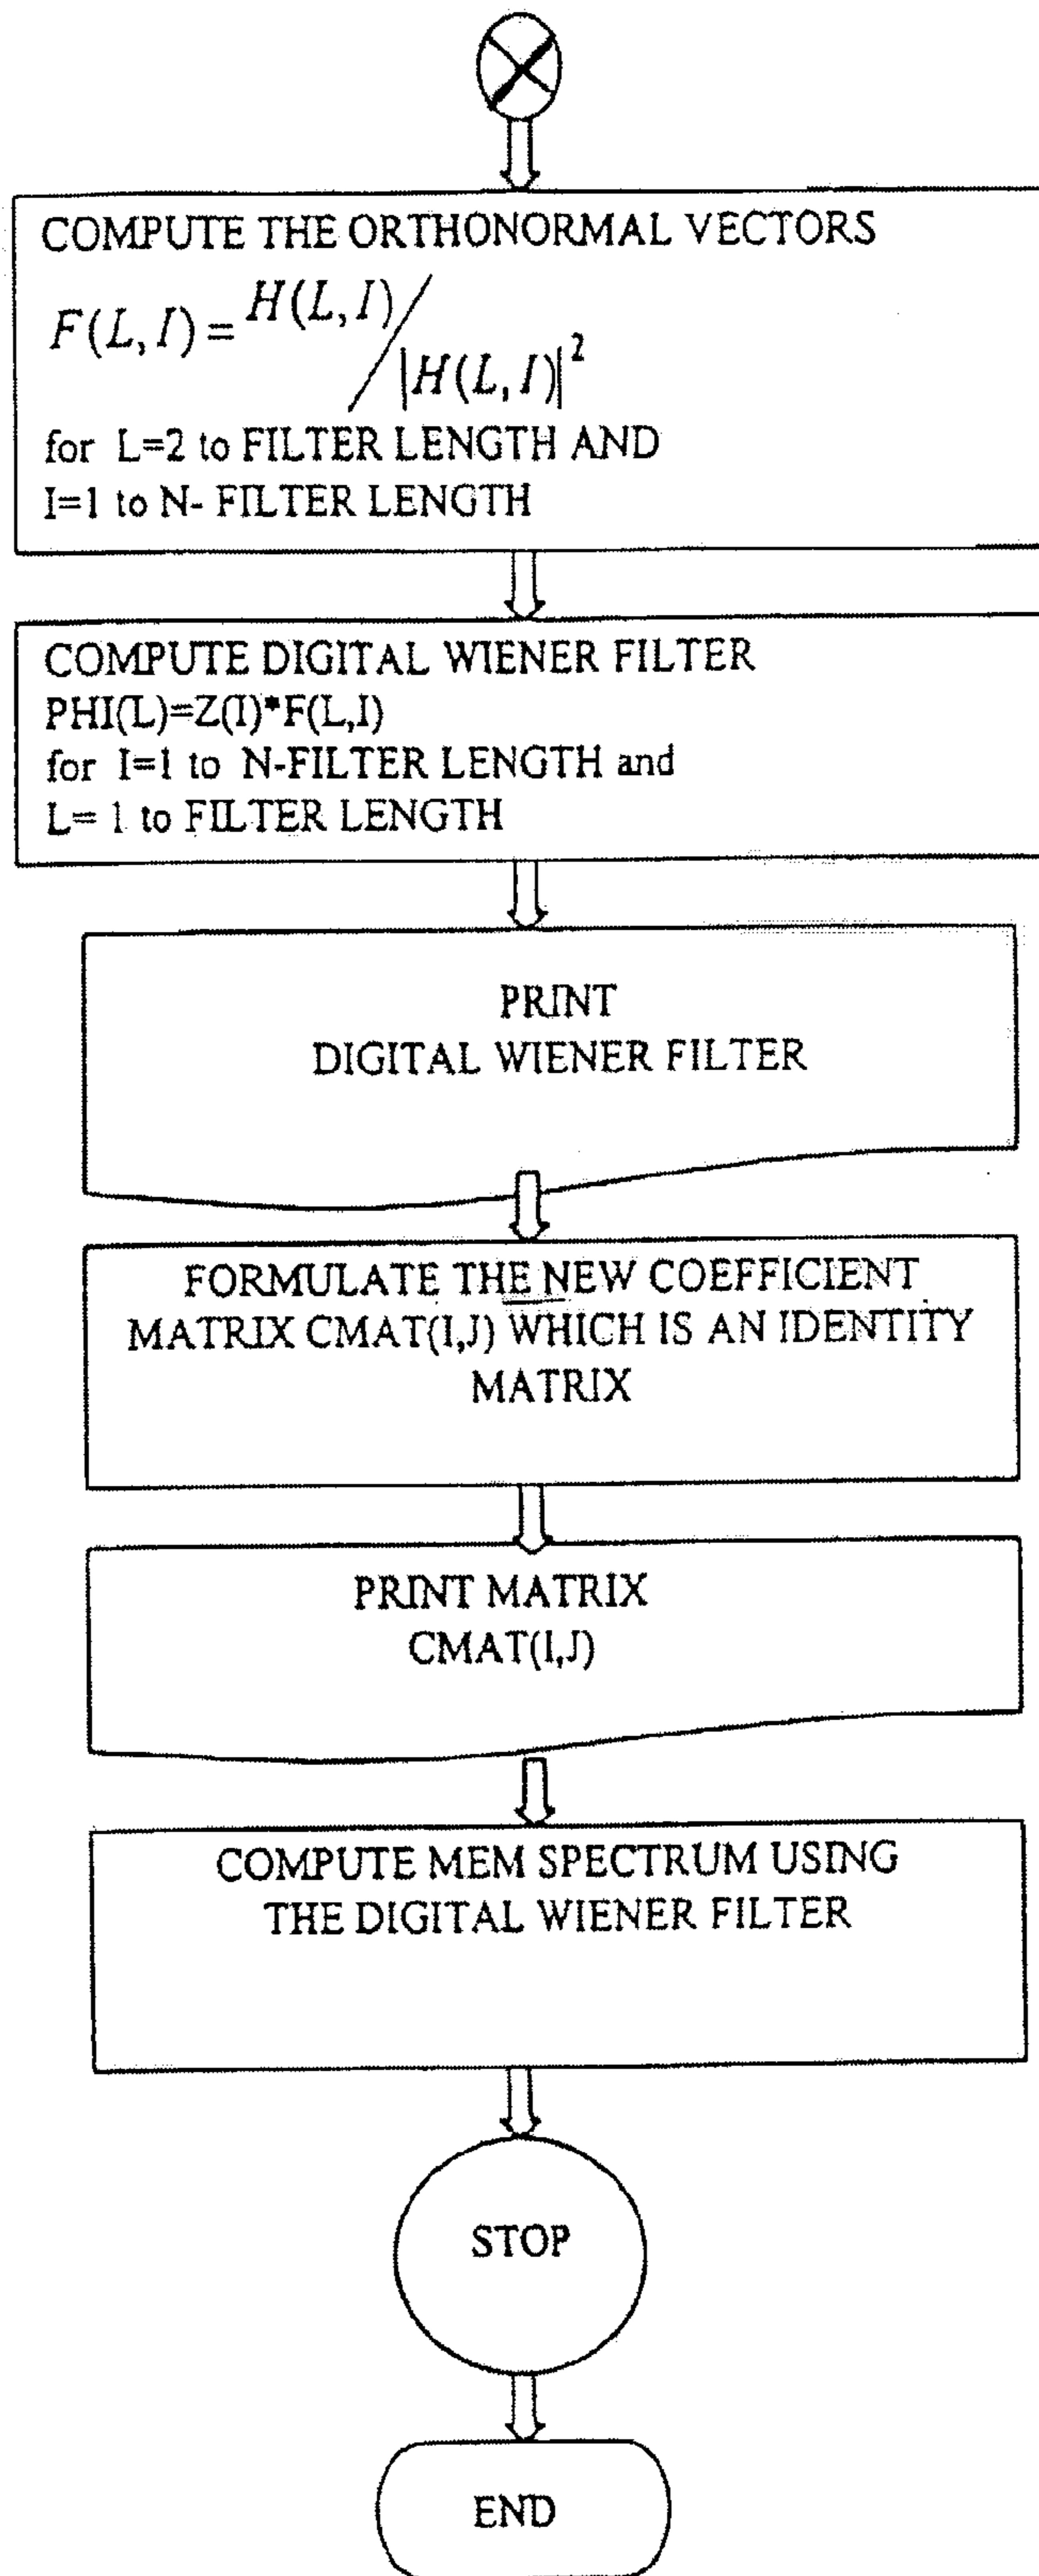 COMPUTE THE ORTHONORMAL VECTORS
F(L, I) = H(L, I) / |H(L, I)|²
for L=2 to FILTER LENGTH AND
I=1 to N- FILTER LENGTH
COMPUTE DIGITAL WIENER FILTER
PHI(L)=Z(I)*F(L,I)
for I=1 to N-FILTER LENGTH and
L= 1 to FILTER LENGTH
PRINT
DIGITAL WIENER FILTER
FORMULATE THE NEW COEFFICIENT
MATRIX CMAT(I,J) WHICH IS AN IDENTITY
MATRIX
PRINT MATRIX
CMAT(I,J)
COMPUTE MEM SPECTRUM USING
THE DIGITAL WIENER FILTER
STOP
END